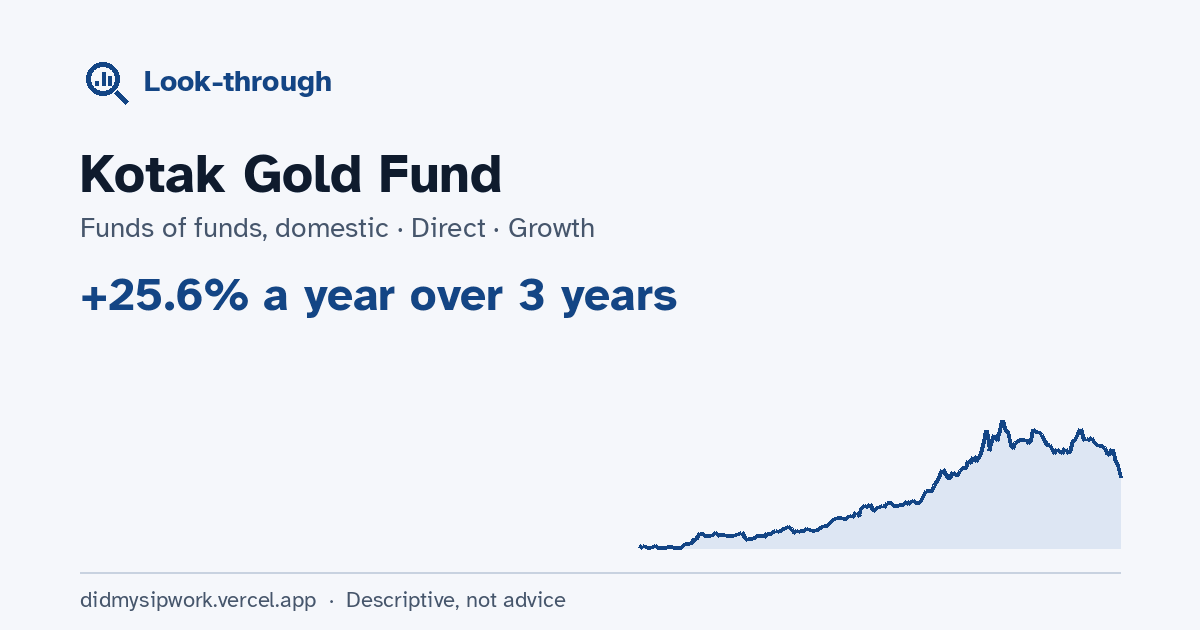 Look-through
Kotak Gold Fund
Funds of funds, domestic · Direct · Growth
+25.6% a year over 3 years
didmysipwork.vercel.app · Descriptive, not advice